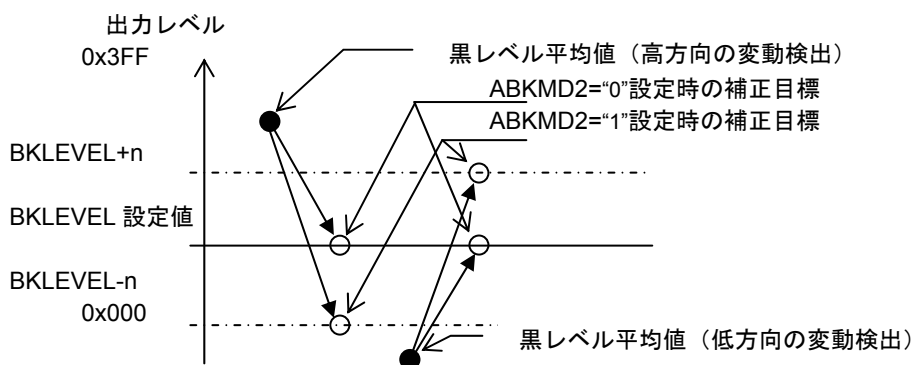 出力レベル
0x3FF
黒レベル平均値（高方向の変動検出）
ABKMD2=“0”設定時の補正目標
ABKMD2=“1”設定時の補正目標
BKLEVEL+n
BKLEVEL 設定値
BKLEVEL-n
0x000
黒レベル平均値（低方向の変動検出）